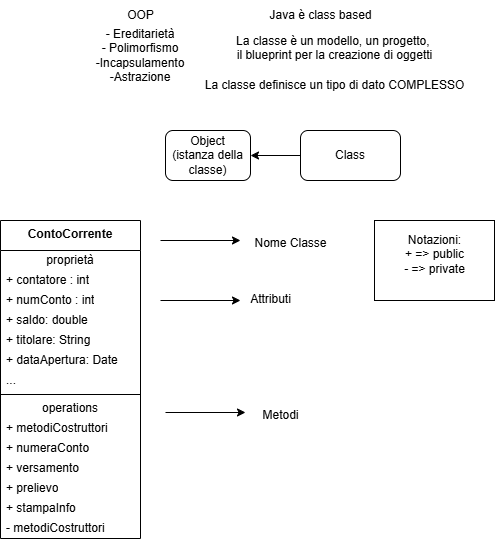 OOP
- Ereditarietà
- Polimorfismo
-Incapsulamento
-Astrazione
Java è class based
La classe è un modello, un progetto,
il blueprint per la creazione di oggetti
La classe definisce un tipo di dato COMPLESSO
Object
(istanza della
classe)
Class
ContoCorrente
proprietà
+ contatore : int
+ numConto : int
+ saldo: double
+ titolare: String
+ dataApertura: Date
...
operations
+ metodiCostruttori
+ numeraConto
+ versamento
+ prelievo
+ stampaInfo
- metodiCostruttori
Nome Classe
Attributi
Metodi
Notazioni:
+ => public
- => private